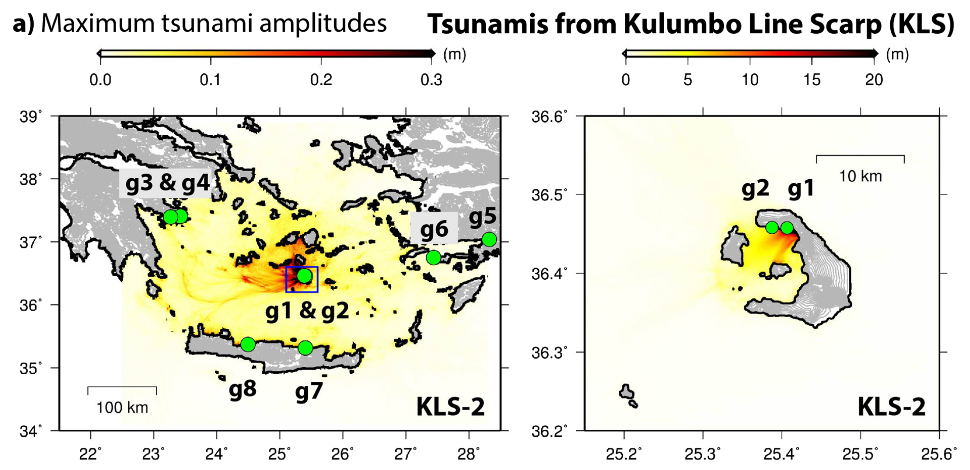 a) Maximum tsunami amplitudes
Tsunamis from Kulumbo Line Scarp (KLS)
(m)
0.0 0.1 0.2 0.3
(m)
0 5 10 15 20
39˚
38˚
37˚
36˚
35˚
34˚
g3 & g4
g6
g5
g1 & g2
g8
g7
100 km
KLS-2
22˚ 23˚ 24˚ 25˚ 26˚ 27˚ 28˚
36.6˚
36.5˚
36.4˚
36.3˚
36.2˚
10 km
g2 g1
KLS-2
25.2˚ 25.3˚ 25.4˚ 25.5˚ 25.6˚